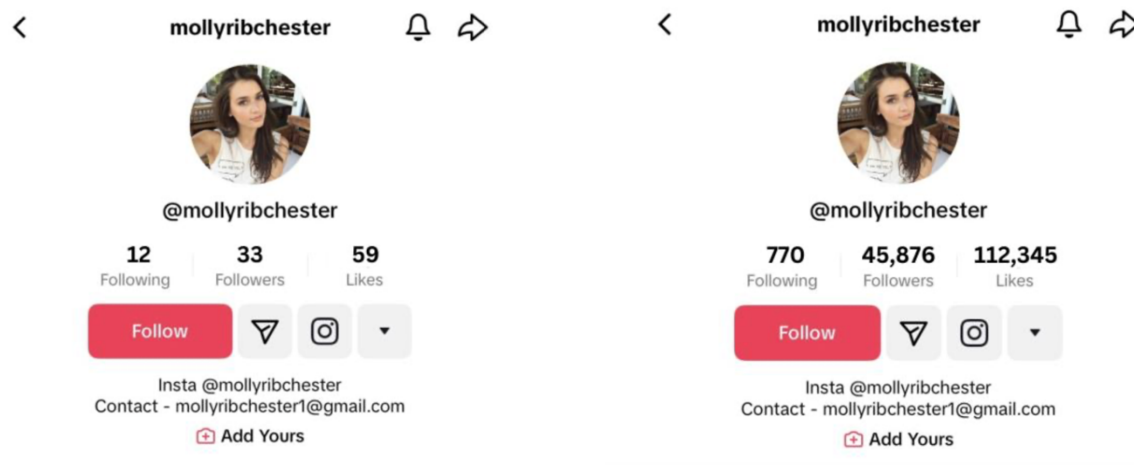 mollyribchester
@mollyribchester
12 33 59
Following Followers Likes
Follow
Insta @mollyribchester
Contact - mollyribchester1@gmail.com
Add Yours
mollyribchester
@mollyribchester
770 45,876 112,345
Following Followers Likes
Follow
Insta @mollyribchester
Contact - mollyribchester1@gmail.com
Add Yours